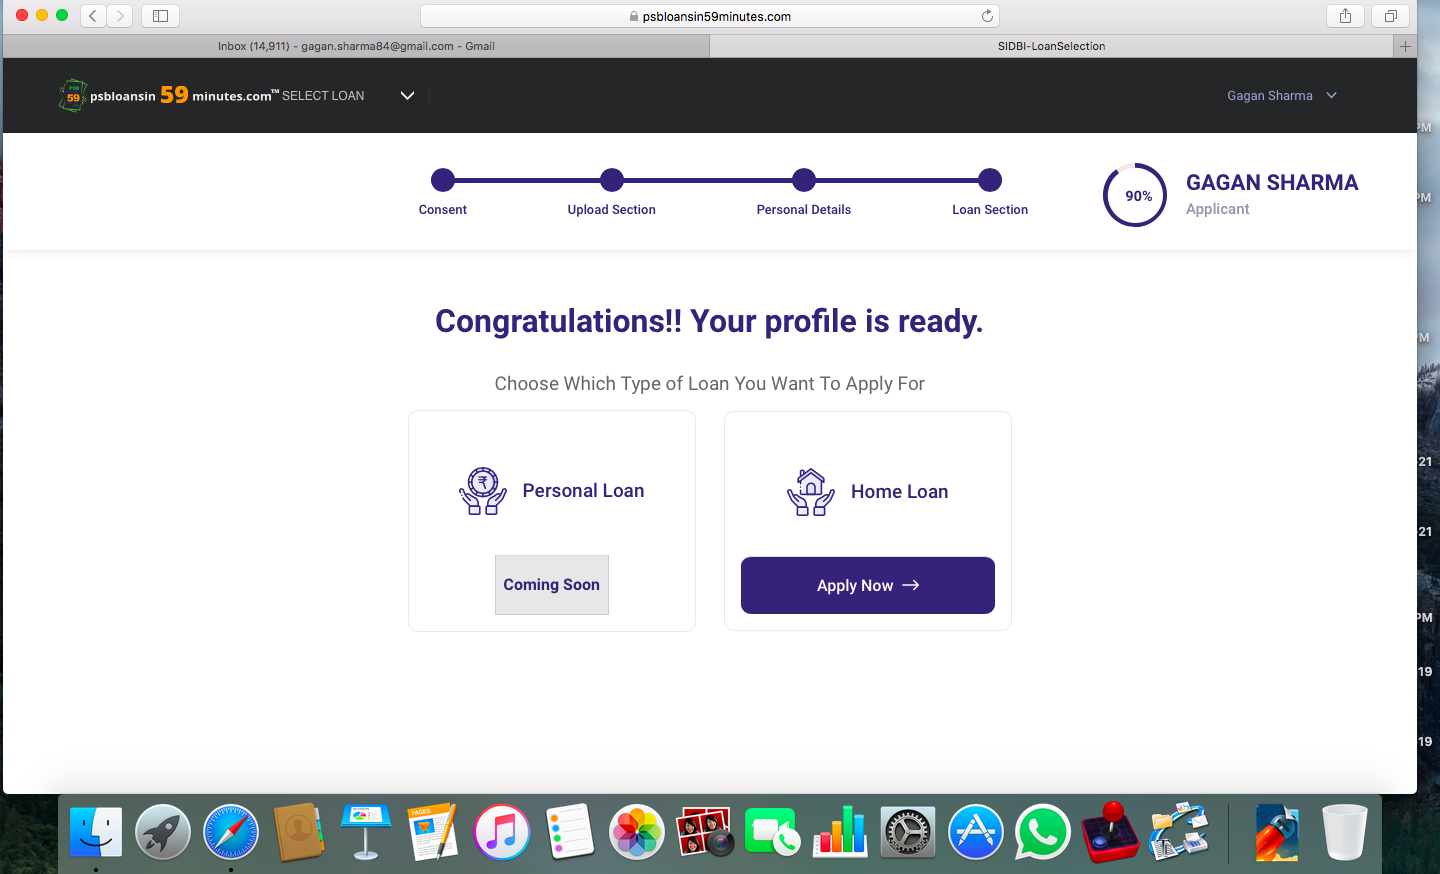 psbloansin59minutes.com
Inbox (14,911) - gagan.sharma84@gmail.com - Gmail
SIDBI-LoanSelection
PSB
59
psbloansin 59 minutes.com™
SELECT LOAN
Gagan Sharma
Consent
Upload Section
Personal Details
Loan Section
90%
GAGAN SHARMA
Applicant
Congratulations!! Your profile is ready.
Choose Which Type of Loan You Want To Apply For
Personal Loan
Home Loan
Coming Soon
Apply Now
PM
PM
PM
21
21
PM
19
19
PAGES